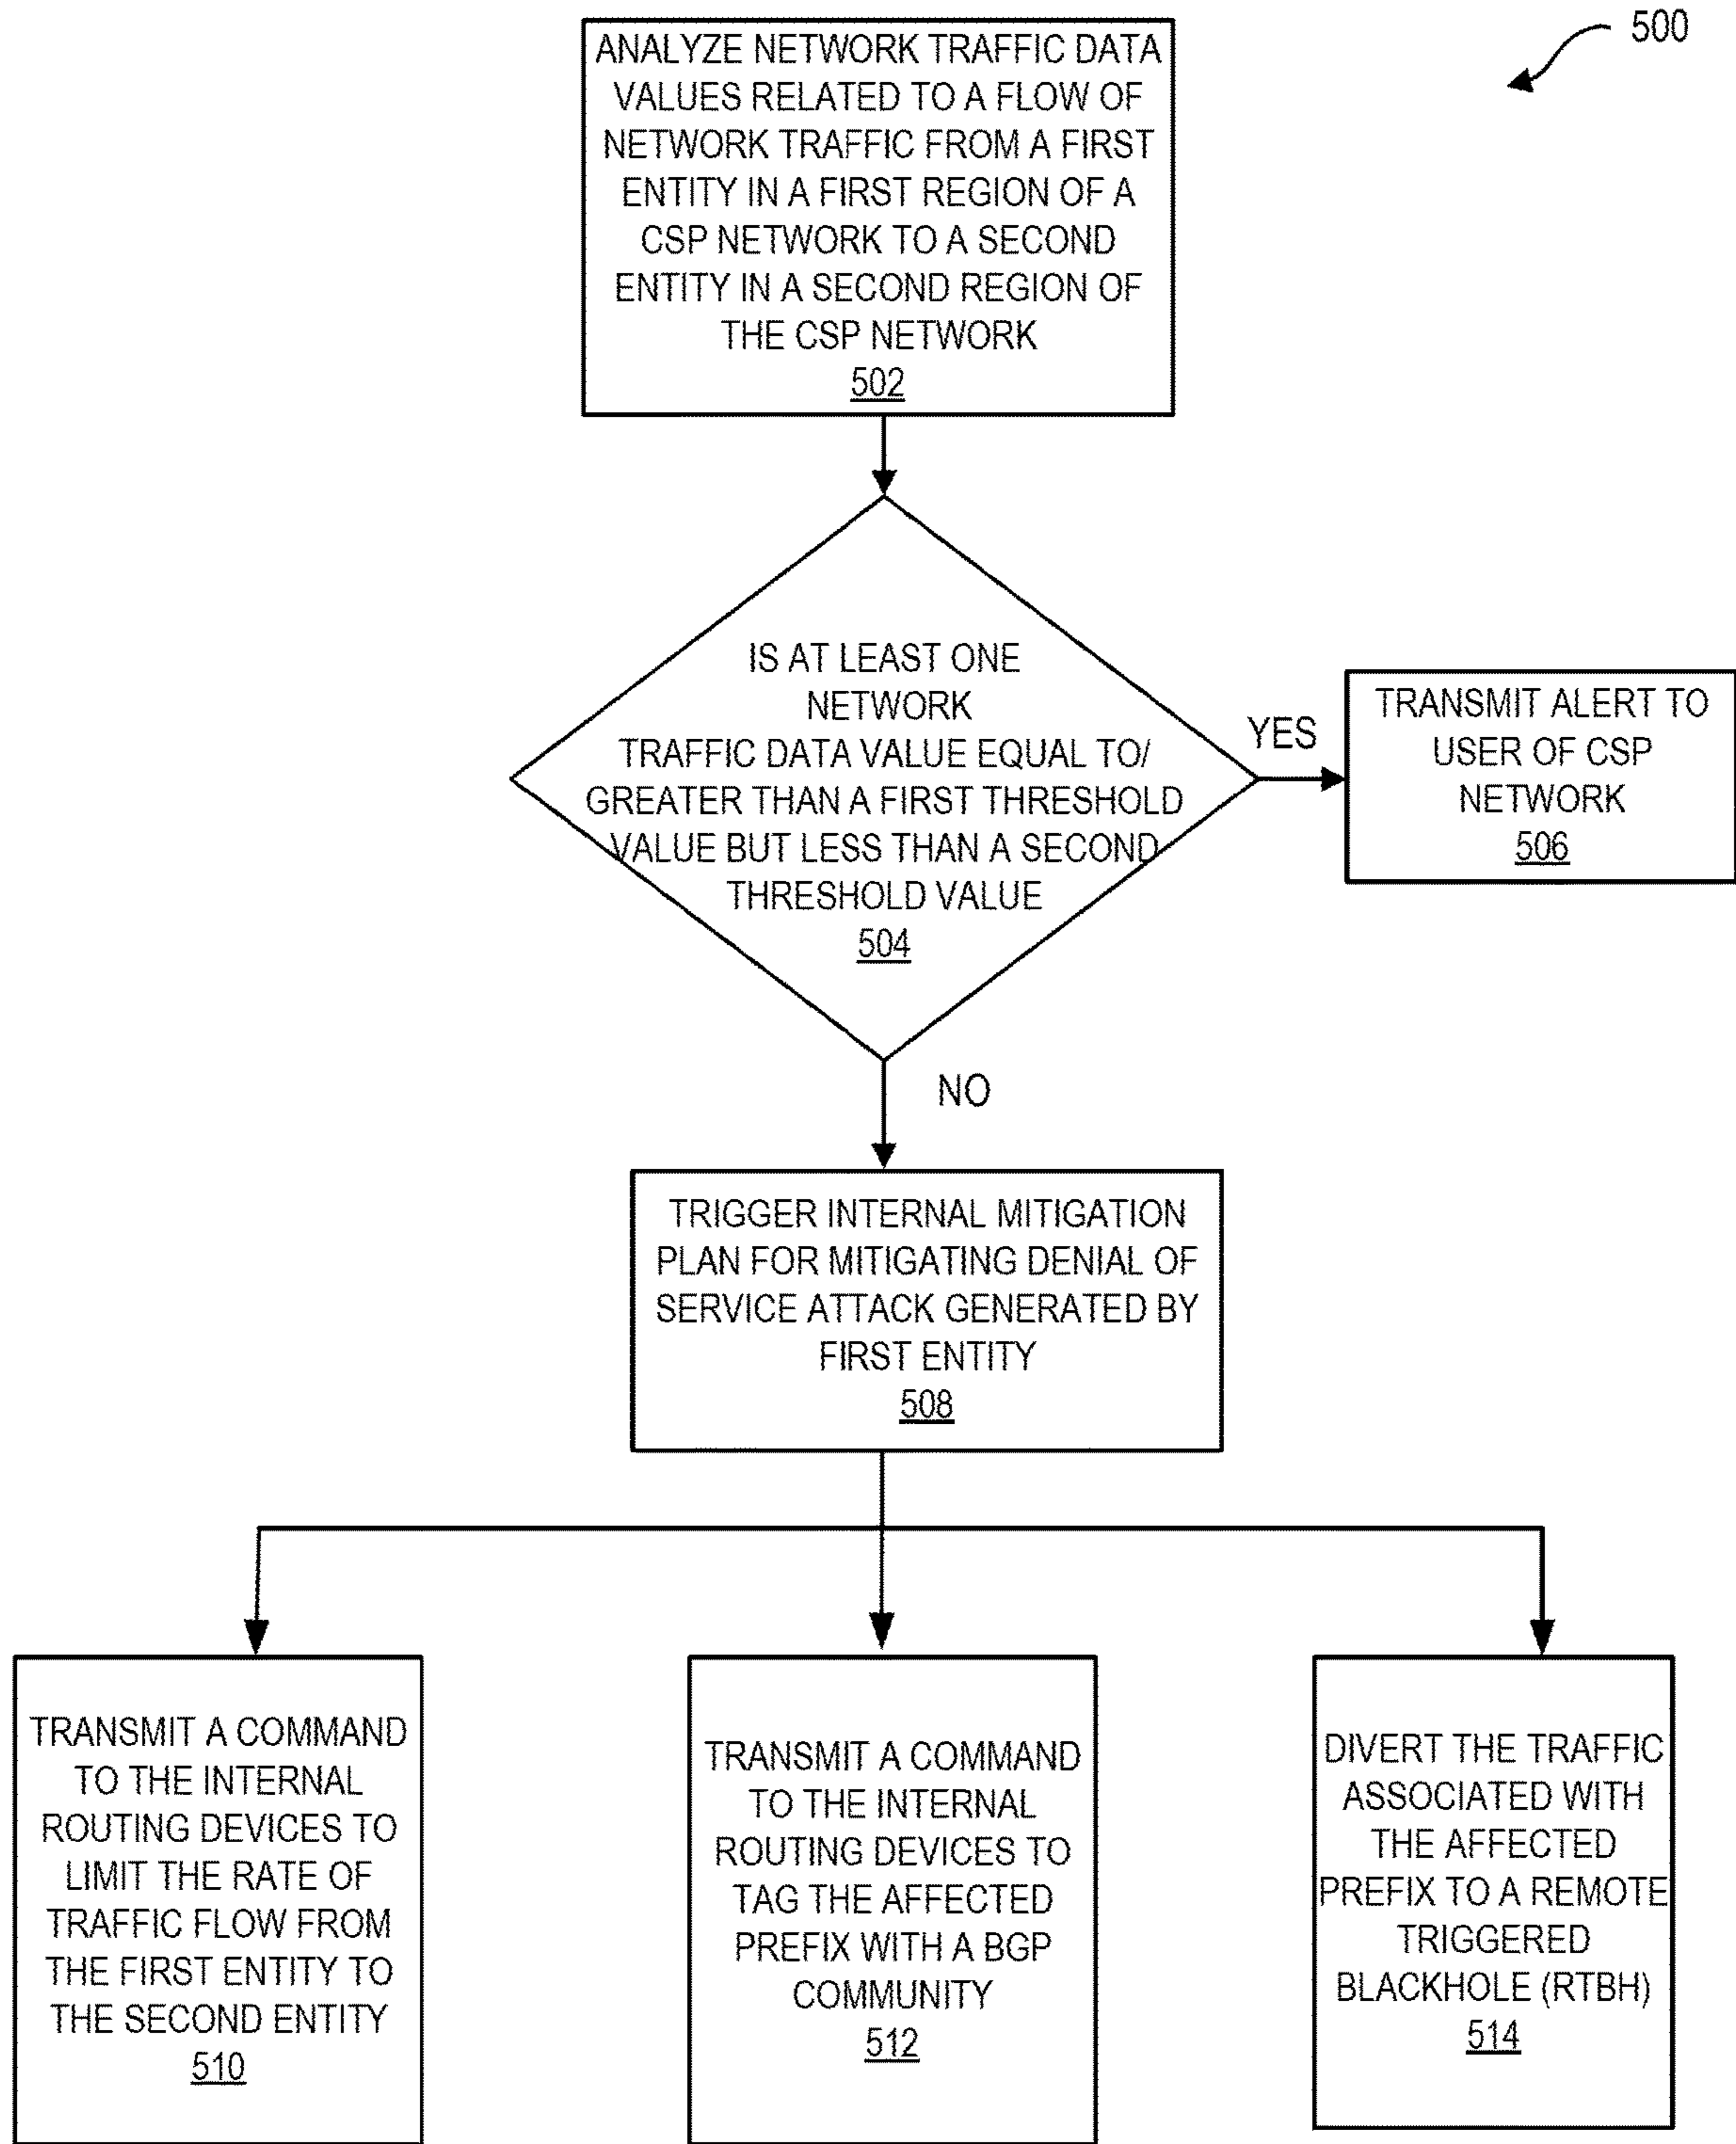 500
ANALYZE NETWORK TRAFFIC DATA
VALUES RELATED TO A FLOW OF
NETWORK TRAFFIC FROM A FIRST
ENTITY IN A FIRST REGION OF A
CSP NETWORK TO A SECOND
ENTITY IN A SECOND REGION OF
THE CSP NETWORK
502
IS AT LEAST ONE
NETWORK
TRAFFIC DATA VALUE EQUAL TO/
GREATER THAN A FIRST THRESHOLD
VALUE BUT LESS THAN A SECOND
THRESHOLD VALUE
504
YES
TRANSMIT ALERT TO
USER OF CSP
NETWORK
506
NO
TRIGGER INTERNAL MITIGATION
PLAN FOR MITIGATING DENIAL OF
SERVICE ATTACK GENERATED BY
FIRST ENTITY
508
TRANSMIT A COMMAND
TO THE INTERNAL
ROUTING DEVICES TO
LIMIT THE RATE OF
TRAFFIC FLOW FROM
THE FIRST ENTITY TO
THE SECOND ENTITY
510
TRANSMIT A COMMAND
TO THE INTERNAL
ROUTING DEVICES TO
TAG THE AFFECTED
PREFIX WITH A BGP
COMMUNITY
512
DIVERT THE TRAFFIC
ASSOCIATED WITH
THE AFFECTED
PREFIX TO A REMOTE
TRIGGERED
BLACKHOLE (RTBH)
514